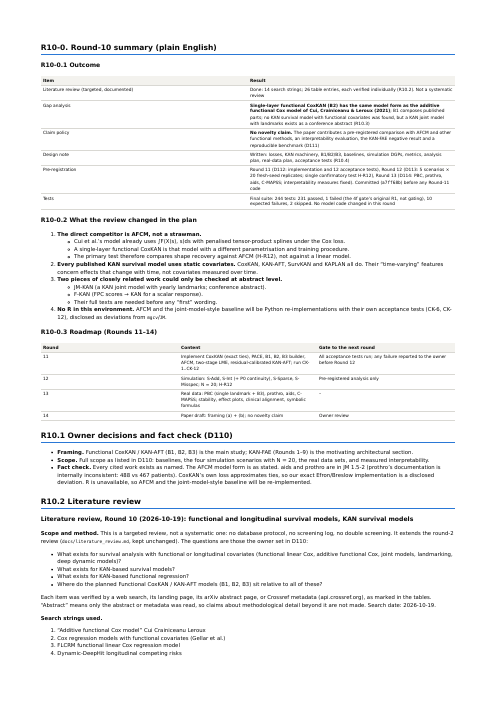 R10-0. Round-10 summary (plain English)
R10-0.1 Outcome
Item Result
Literature review (targeted, documented) Done: 14 search strings; 26 table entries, each verified individually (R10.2). Not a systematic
review
Gap analysis Single-layer functional CoxKAN (B2) has the same model form as the additive
functional Cox model of Cui, Crainiceanu & Leroux (2021); B1 composes published
parts; no KAN survival model with functional covariates was found, but a KAN joint model
with landmarks exists as a conference abstract (R10.3)
Claim policy No novelty claim. The paper contributes a pre-registered comparison with AFCM and other
functional methods, an interpretability evaluation, the KAN-FAE negative result and a
reproducible benchmark (D111)
Design note Written: losses, KAN machinery, B1/B2/B3, baselines, simulation DGPs, metrics, analysis
plan, real-data plan, acceptance tests (R10.4)
Pre-registration Round 11 (D112: implementation and 12 acceptance tests), Round 12 (D113: 5 scenarios ×
20 fresh-seed replicates; single confirmatory test H-R12), Round 13 (D114: PBC, prothro,
aids, C-MAPSS; interpretability measures fixed). Committed
before any Round-11
code
Tests Final suite: 244 tests: 231 passed, 1 failed (the
original R1, not gating), 10
expected failures, 2 skipped. No model code changed in this round
R10-0.2 What the review changed in the plan
1. The direct competitor is AFCM, not a strawman.
Cui et al.'s model already uses ∫F(X(s), s)ds with penalised tensor-product splines under the Cox loss.
A single-layer functional CoxKAN is that model with a different parametrisation and training procedure.
The primary test therefore compares shape recovery against AFCM (H-R12), not against a linear model.
2. Every published KAN survival model uses static covariates. CoxKAN, KAN-AFT, SurvKAN and KAPLAN all do. Their "time-varying" features
concern effects that change with time, not covariates measured over time.
3. Two pieces of closely related work could only be checked at abstract level.
JM-KAN (a KAN joint model with yearly landmarks; conference abstract).
F-KAN (FPC scores → KAN for a scalar response).
Their full texts are needed before any "first" wording.
4. No R in this environment. AFCM and the joint-model-style baseline will be Python re-implementations with their own acceptance tests (CK-6, CK-
12), disclosed as deviations from mgcv/JM.
R10-0.3 Roadmap (Rounds 11–14)
Round Content Gate to the next round
11 Implement CoxKAN (exact ties), PACE, B1, B2, B3 builder,
AFCM, two-stage LME, residual-calibrated KAN-AFT; run CK-
1..CK-12 All acceptance tests run; any failure reported to the owner
before Round 12
12 Simulation: S-Add, S-Int (+ P0 continuity), S-Sparse, S-
Misspec; N = 20; H-R12 Pre-registered analysis only
13 Real data: PBC (single landmark + B3), prothro, aids, C-
MAPSS; stability, effect plots, clinical alignment, symbolic
formulas –
14 Paper draft: framing (a) + (b); no novelty claim Owner review
R10.1 Owner decisions and fact check (D110)
Framing. Functional CoxKAN / KAN-AFT (B1, B2, B3) is the main study; KAN-FAE (Rounds 1–9) is the motivating architectural section.
Scope. Full scope as listed in D110: baselines, the four simulation scenarios with N = 20, the real data sets, and measured interpretability.
Fact check. Every cited work exists as named. The AFCM model form is as stated. aids and prothro are in JM 1.5-2 (prothro's documentation is
internally inconsistent: 488 vs 467 patients). CoxKAN's own loss approximates ties, so our exact Efron/Breslow implementation is a disclosed
deviation. R is unavailable, so AFCM and the joint-model-style baseline will be re-implemented.
R10.2 Literature review
Literature review, Round 10 (2026-10-19): functional and longitudinal survival models, KAN survival models
Scope and method. This is a targeted review, not a systematic one: no database protocol, no screening log, no double screening. It extends the round-2
review (docs/literature_review.md, kept unchanged). The questions are those the owner set in D110:
What exists for survival analysis with functional or longitudinal covariates (functional linear Cox, additive functional Cox, joint models, landmarking,
deep dynamic models)?
What exists for KAN-based survival models?
What exists for KAN-based functional regression?
Where do the planned Functional CoxKAN / KAN-AFT models (B1, B2, B3) sit relative to all of these?
Each item was verified by a web search, its landing page, its arXiv abstract page, or Crossref metadata (api.crossref.org), as marked in the tables.
"Abstract" means only the abstract or metadata was read, so claims about methodological detail beyond it are not made. Search date: 2026-10-19.
Search strings used.
1. "Additive functional Cox model" Cui Crainiceanu Leroux
2. Cox regression models with functional covariates (Gellar et al.)
3. FLCRM functional linear Cox regression model
4. Dynamic-DeepHit longitudinal competing risks